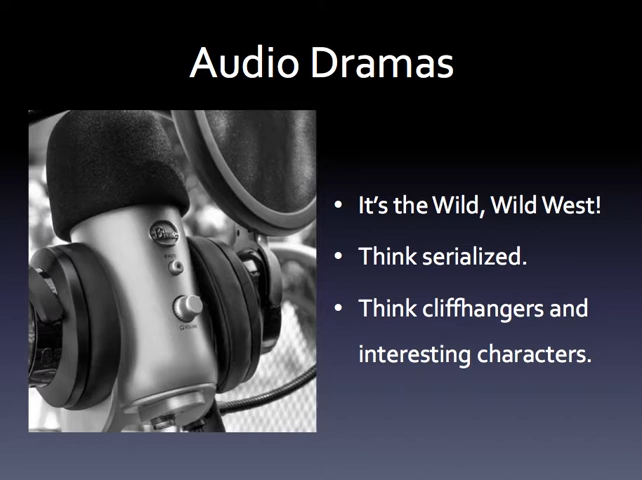 Audio Dramas
• It's the Wild, Wild West!
• Think serialized.
• Think cliffhangers and
interesting characters.